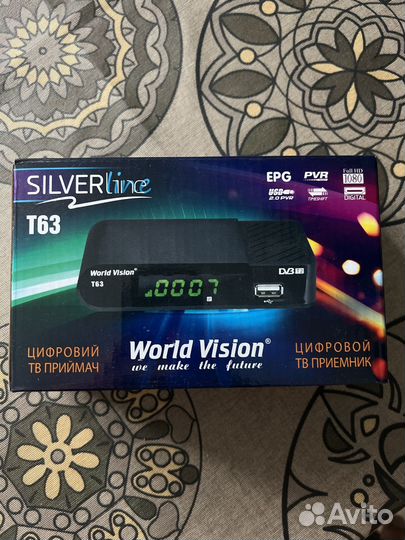 SILVERline
T63
EPG
PVR
Full HD
1080
USB
2.0 PVR
TIMESHIFT
DIGITAL
World Vision®
T63
0007
DVB T2
ЦИФРОВИЙ
ТВ ПРИЙМАЧ
World Vision®
we make the future
ЦИФРОВОЙ
ТВ ПРИЕМНИК
Avito